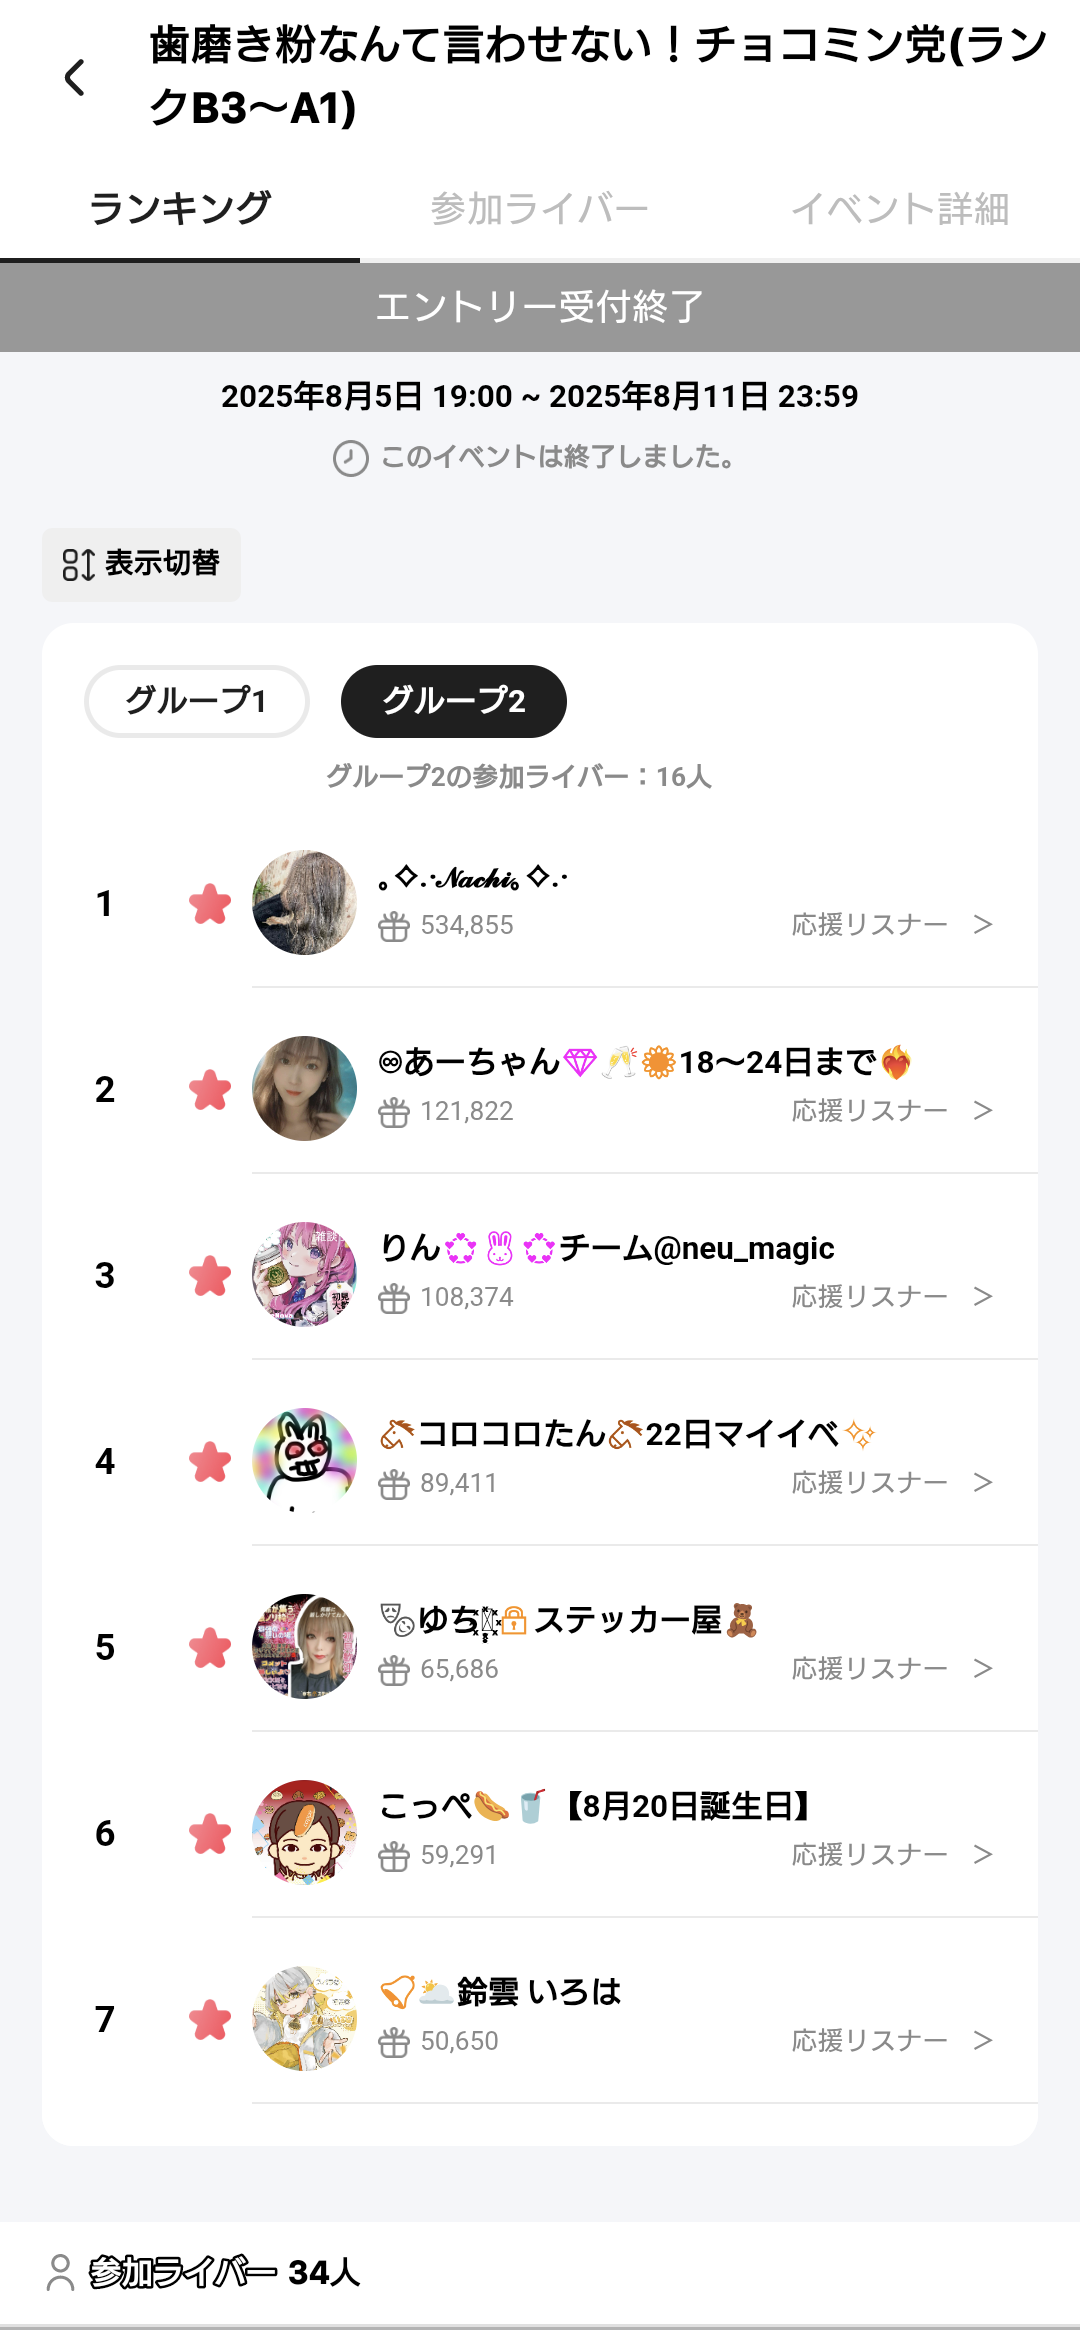 歯磨き粉なんて言わせない！チョコミン党(ラン
クB3〜A1)
ランキング 参加ライバー イベント詳細
エントリー受付終了
2025年8月5日 19:00 ~ 2025年8月11日 23:59
このイベントは終了しました。
表示切替
グループ1 グループ2
グループ2の参加ライバー：16人
1 ｡✧.·𝓝𝓪𝓬𝓱𝓲｡✧.·
534,855 応援リスナー ＞
2 ♾あーちゃん💎🥂🌼18〜24日まで❤️‍🔥
121,822 応援リスナー ＞
3 りん💮🐰💮チーム@neu_magic
108,374 応援リスナー ＞
4 🐴コロコロたん🐴22日マイイベ✨
89,411 応援リスナー ＞
5 🎭ゆち🔒ステッカー屋🧸
65,686 応援リスナー ＞
6 こっぺ🌭🥤【8月20日誕生日】
59,291 応援リスナー ＞
7 🔔🌥鈴雲 いろは
50,650 応援リスナー ＞
参加ライバー 34人